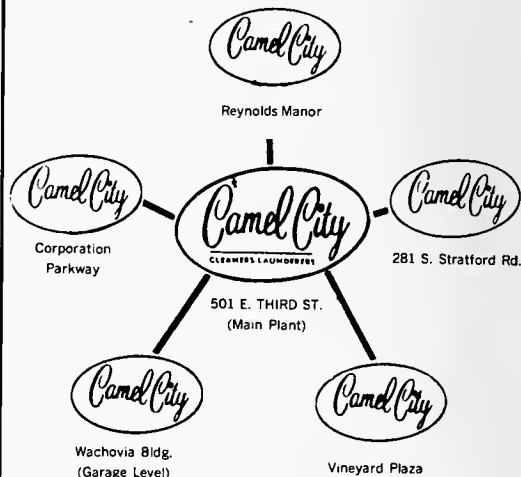 Camel City
Reynolds Manor
Camel City
Corporation
Parkway
Camel City
CLEANERS LAUNDERERS
501 E. THIRD ST.
(Main Plant)
Camel City
281 S. Stratford Rd.
Camel City
Wachovia Bldg.
(Garage Level)
Camel City
Vineyard Plaza